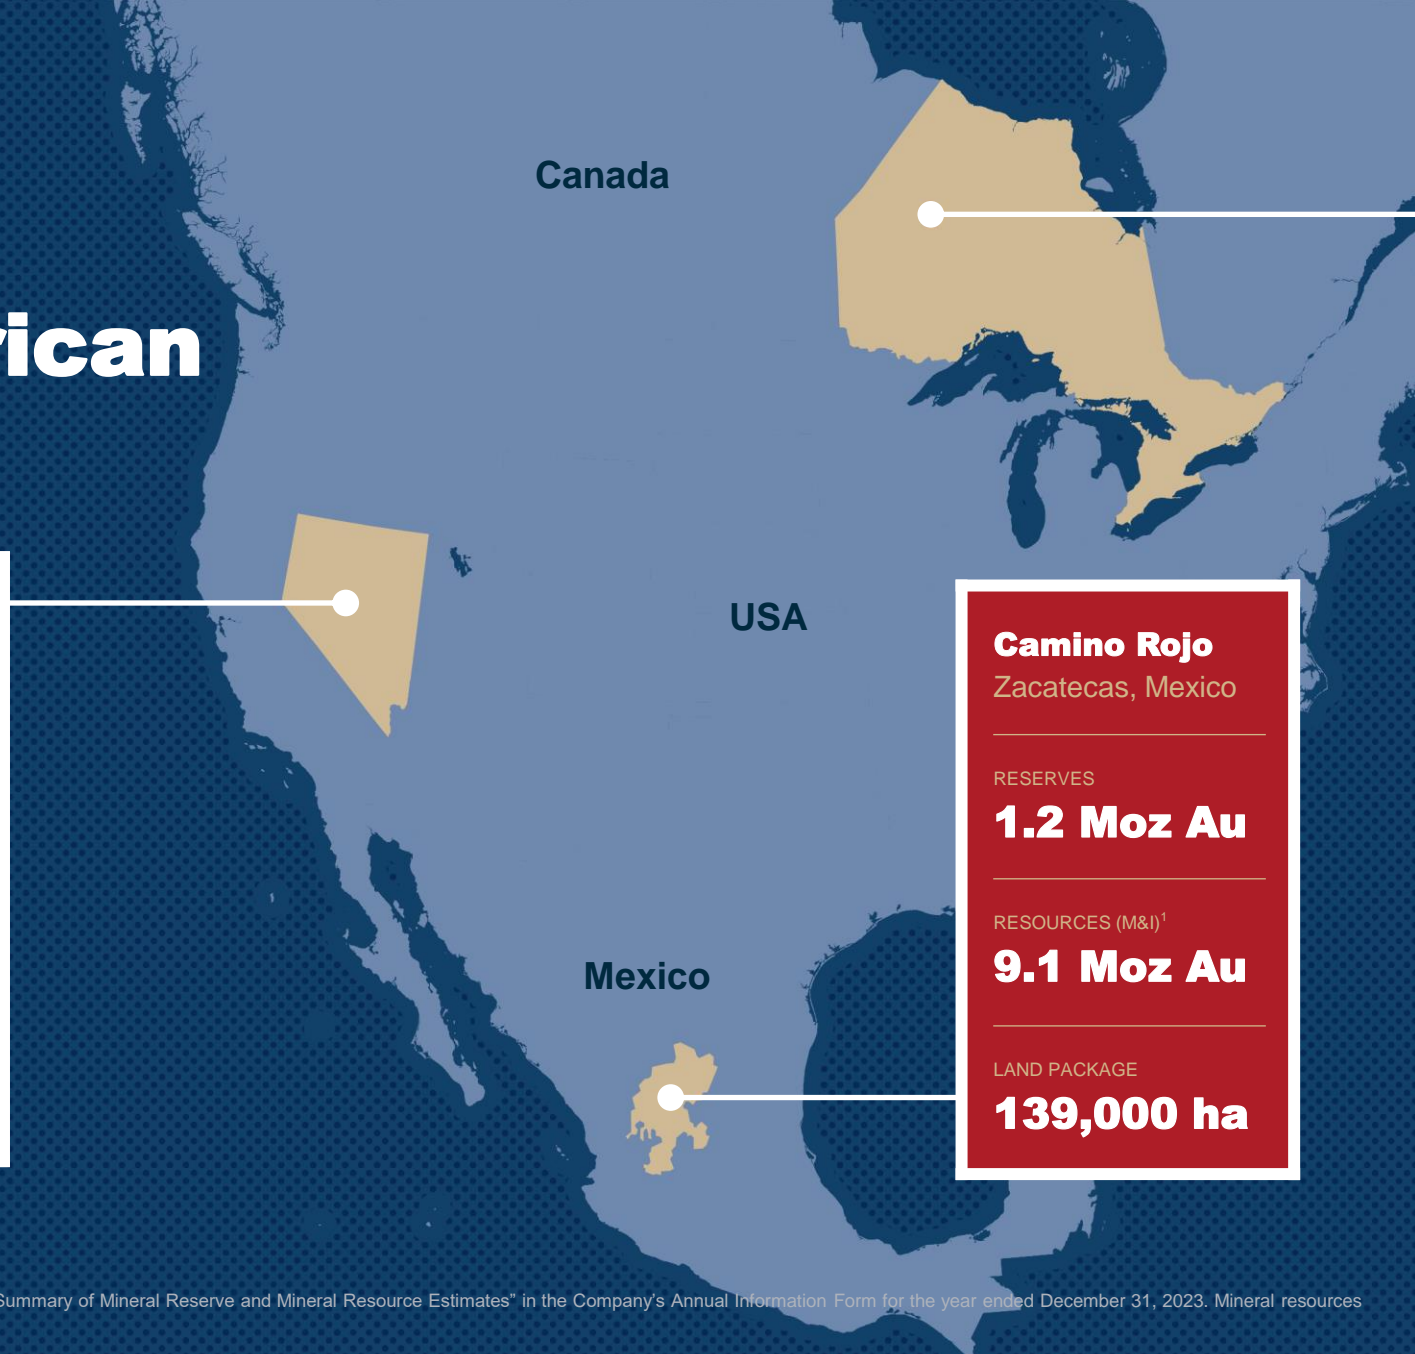 Canada
rican
USA
Camino Rojo
Zacatecas, Mexico
RESERVES
1.2 Moz Au
RESOURCES (M&I)1
9.1 Moz Au
LAND PACKAGE
139,000 ha
Mexico
Summary of Mineral Reserve and Mineral Resource Estimates” in the Company’s Annual Information Form for the year ended December 31, 2023. Mineral resources